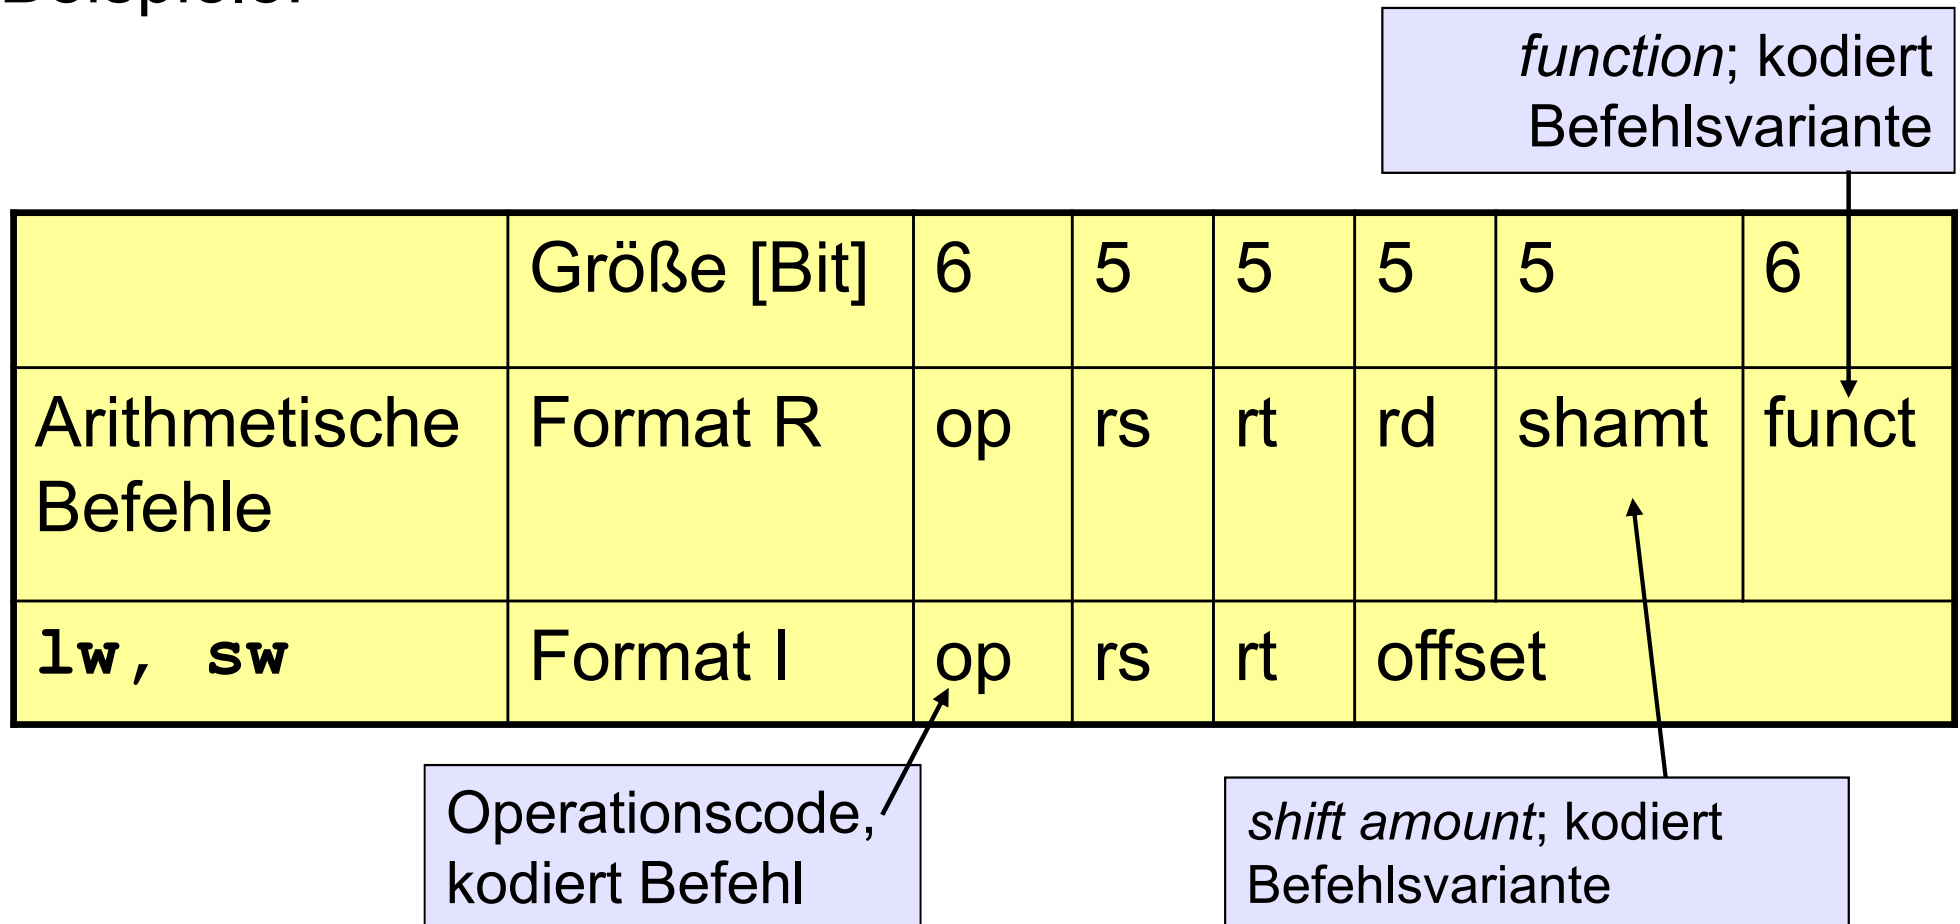 function; kodiert
Befehlsvariante
Größe [Bit] 6 5 5 5 5 6
Arithmetische Format R op rs rt rd shamt funct
Befehle
lw, sw Format I op rs rt offset
Operationscode,
kodiert Befehl
shift amount; kodiert
Befehlsvariante